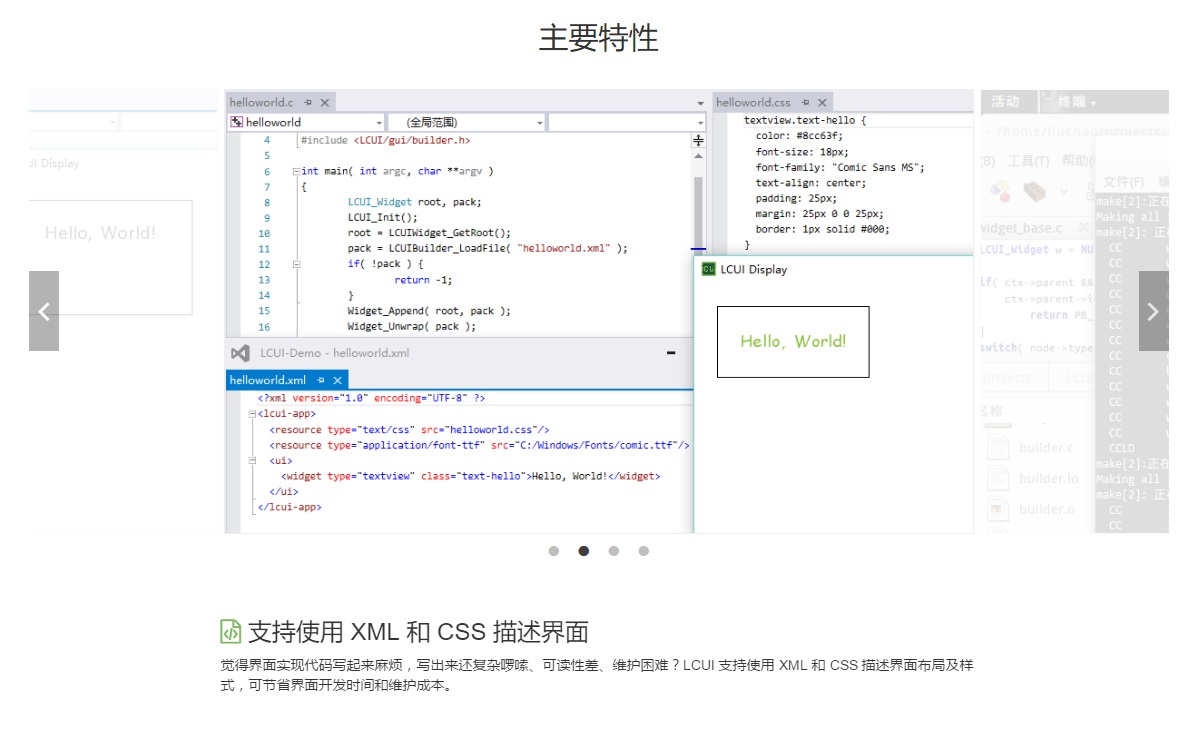 主要特性
UI Display
Hello, World!
helloworld.c
helloworld
(全局范围)
4 #include <LCUI/gui/builder.h>
5
6 int main( int argc, char **argv )
7 {
8 LCUI_Widget root, pack;
9 LCUI_Init();
10 root = LCUIWidget_GetRoot();
11 pack = LCUIBuilder_LoadFile( "helloworld.xml" );
12 if( !pack ) {
13 return -1;
14 }
15 Widget_Append( root, pack );
16 Widget_Unwrap( pack );
helloworld.css
textview.text-hello {
color: #8cc63f;
font-size: 18px;
font-family: "Comic Sans MS";
text-align: center;
padding: 25px;
margin: 25px 0 0 25px;
border: 1px solid #000;
}
LCUI-Demo - helloworld.xml
helloworld.xml
<?xml version="1.0" encoding="UTF-8" ?>
<lcui-app>
<resource type="text/css" src="helloworld.css"/>
<resource type="application/font-ttf" src="C:/Windows/Fonts/comic.ttf"/>
<ui>
<widget type="textview" class="text-hello">Hello, World!</widget>
</ui>
</lcui-app>
LCUI Display
Hello, World!
活动
终端
- /home/liuchao/projects/
(B) 工具(T) 帮助(
文件(F) 编
widget_base.c
LCUI_Widget w = NU
if( ctx->parent &&
ctx->parent->i
return PB_
}
switch( node->type
projects
LCU
名称
builder.c
builder.lo
builder.o
make[2]:正在
Making all i
make[2]: 正在
CC
CC
CC
CC
CC
CC
CC
CC
CC
CC
CC
CC
CC
CCLD
make[2]:正在
Making all i
make[2]: 正在
CC
CC
支持使用 XML 和 CSS 描述界面
觉得界面实现代码写起来麻烦，写出来还复杂啰嗦、可读性差、维护困难？LCUI 支持使用 XML 和 CSS 描述界面布局及样
式，可节省界面开发时间和维护成本。